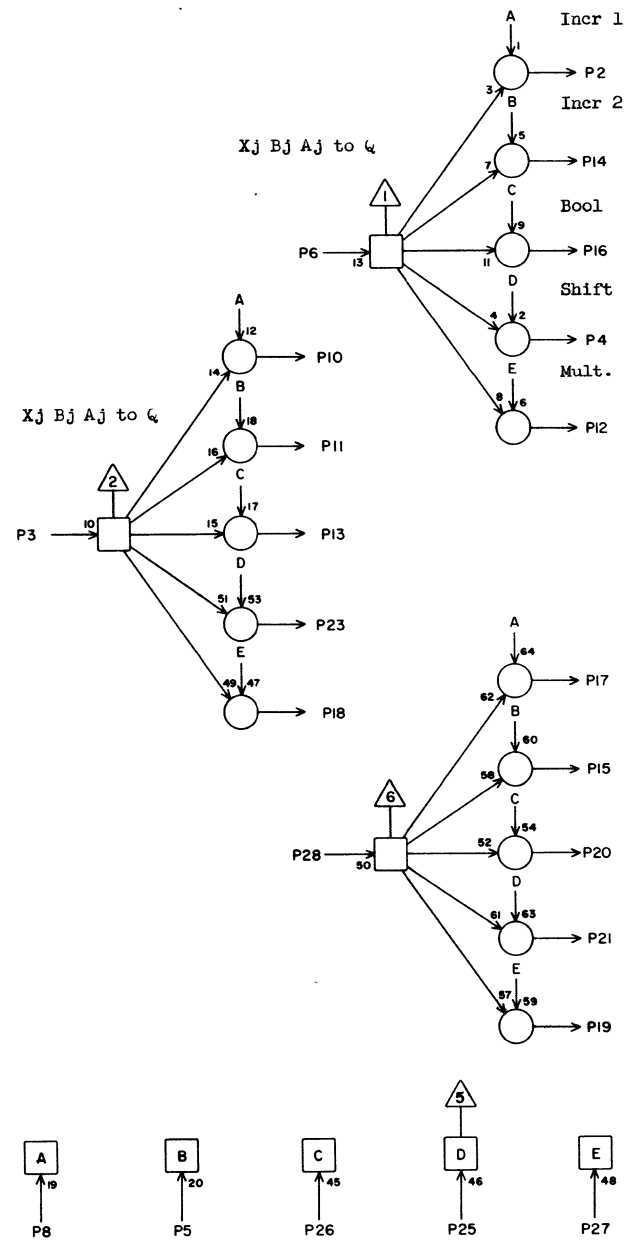 A Incr 1
1
3 P2
B Incr 2
5
Xj Bj Aj to Q
7 P14
C
1 Bool
9
P6 13 11 P16
D Shift
A 4 2
12 P4
14 P10 E Mult.
B 8 6
Xj Bj Aj to Q 18 P12
16 P11
C
2 17
P3 10 15 P13
D
51 53
P23 A
E 64
49 47 62 P17
P18 B
60
58 P15
6 C
54
P28 50 52 P20
D
61 63
P21
E
57 59
P19
5
A B C D E
19 20 45 46 48
P8 P5 P26 P25 P27